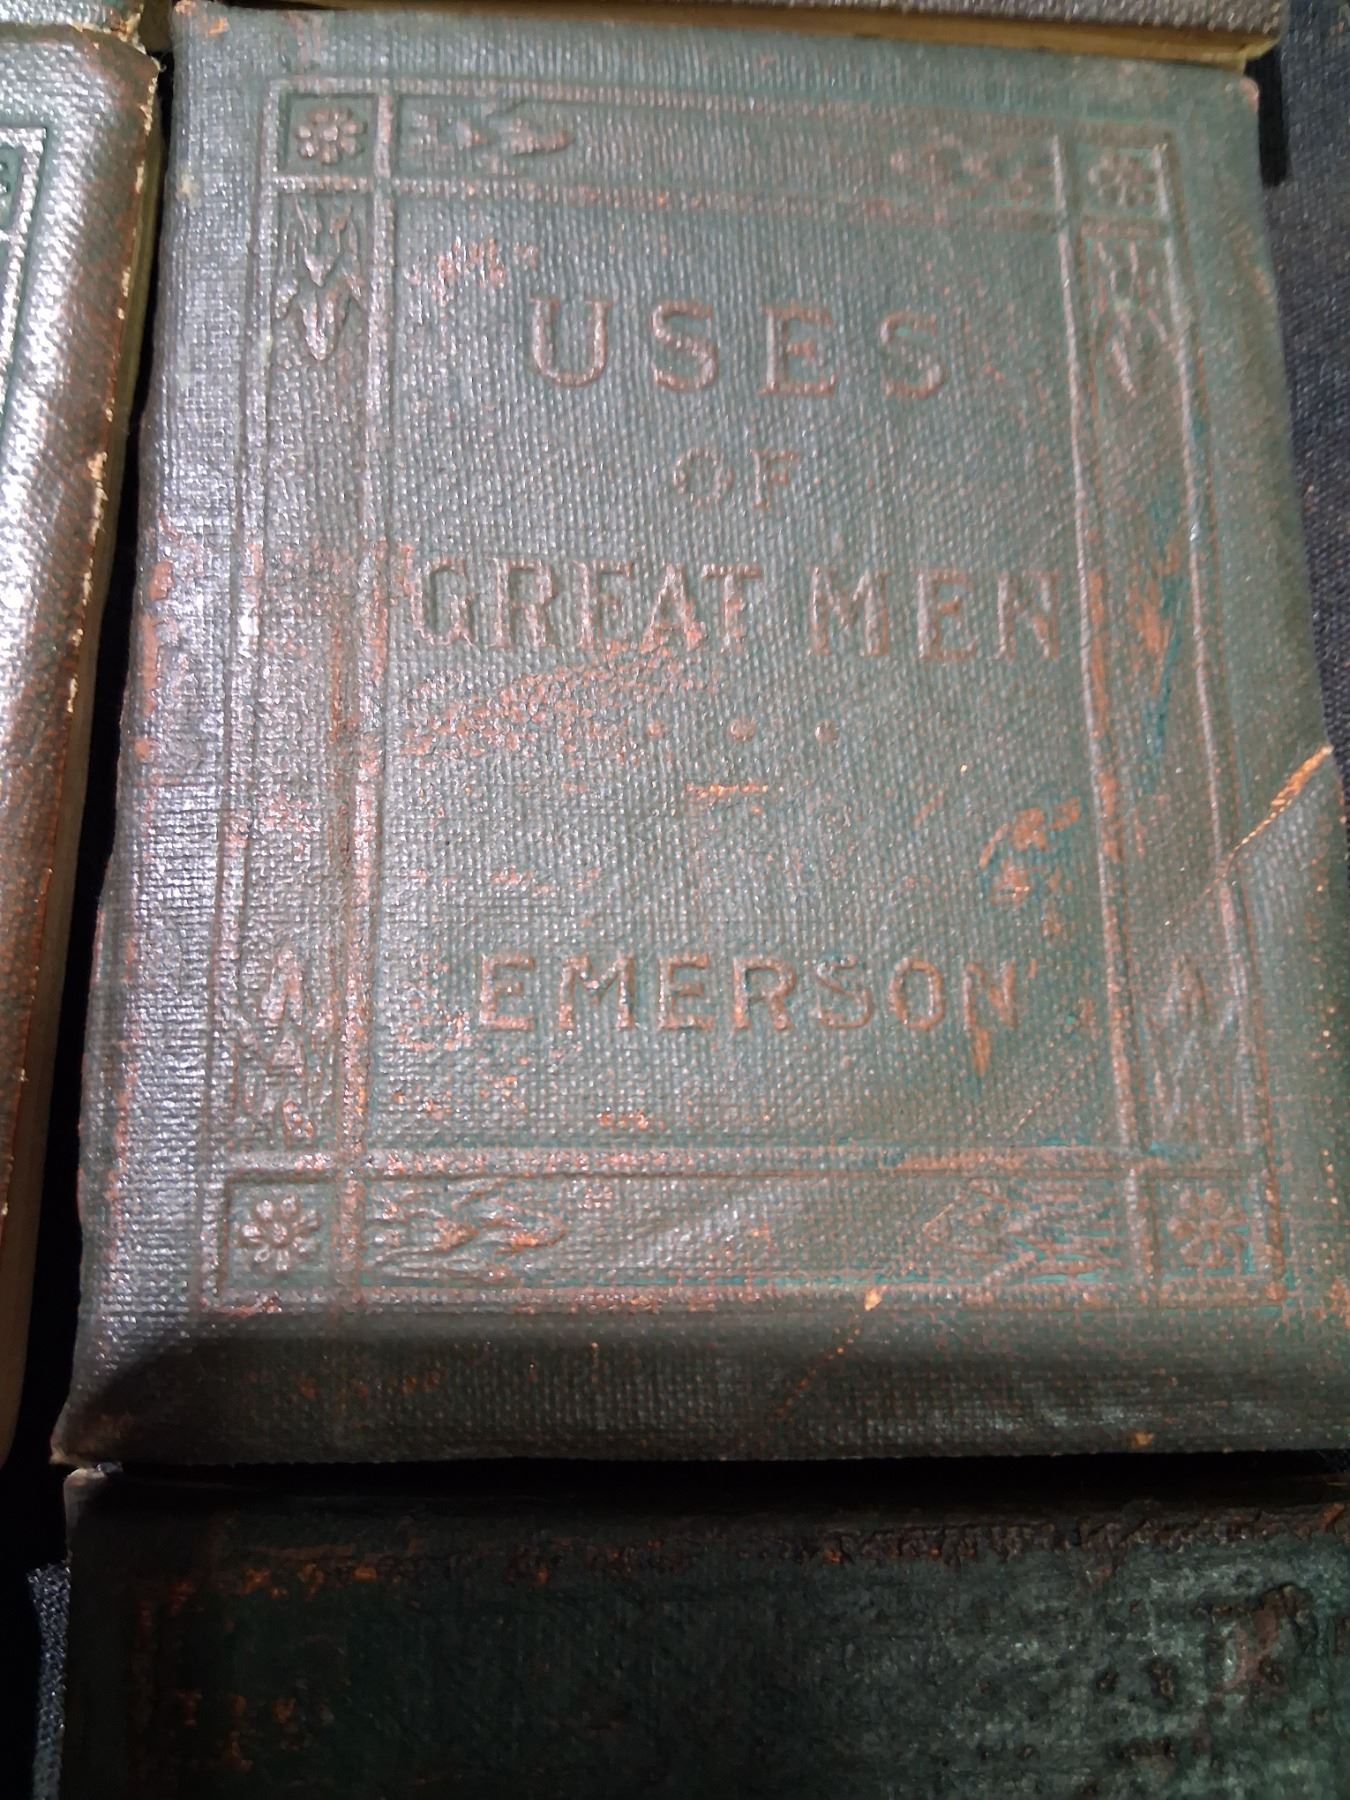 USES
OF
GREAT MEN
EMERSON